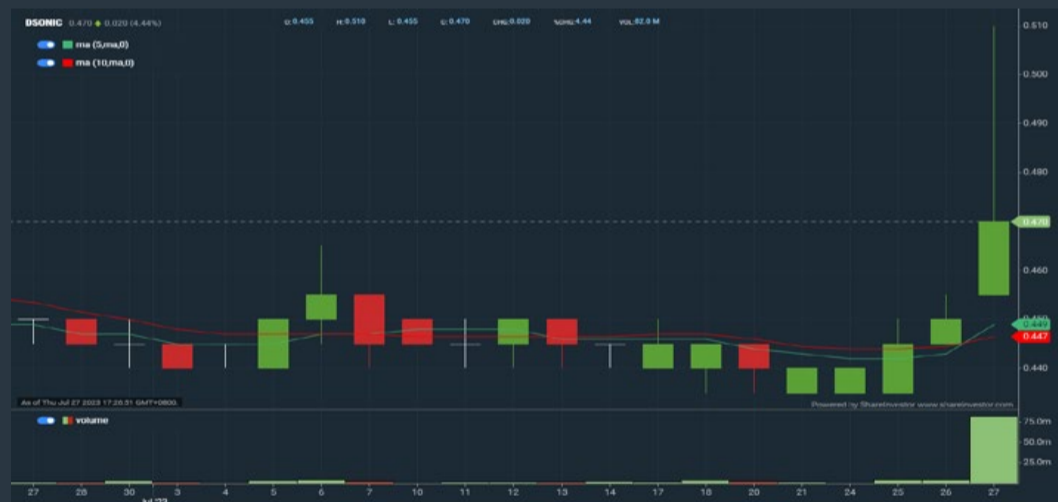 DSONIC 0.470 0.020 (4.44%) O:0.455 H:0.510 L:0.455 C:0.470 CHG:0.020 %CHG:4.44 VOL:82.0 M
ma (5,ma,0)
ma (10,ma,0)
0.510
0.500
0.490
0.480
0.470
0.460
0.450
0.449
0.447
0.440
As of Thu Jul 27 2023 17:26:51 GMT+0800.
Powered by ShareInvestor www.shareinvestor.com
volume
75.0m
50.0m
25.0m
27 28 30 3 4 5 6 7 10 11 12 13 14 17 18 20 21 24 25 26 27
Jul '23